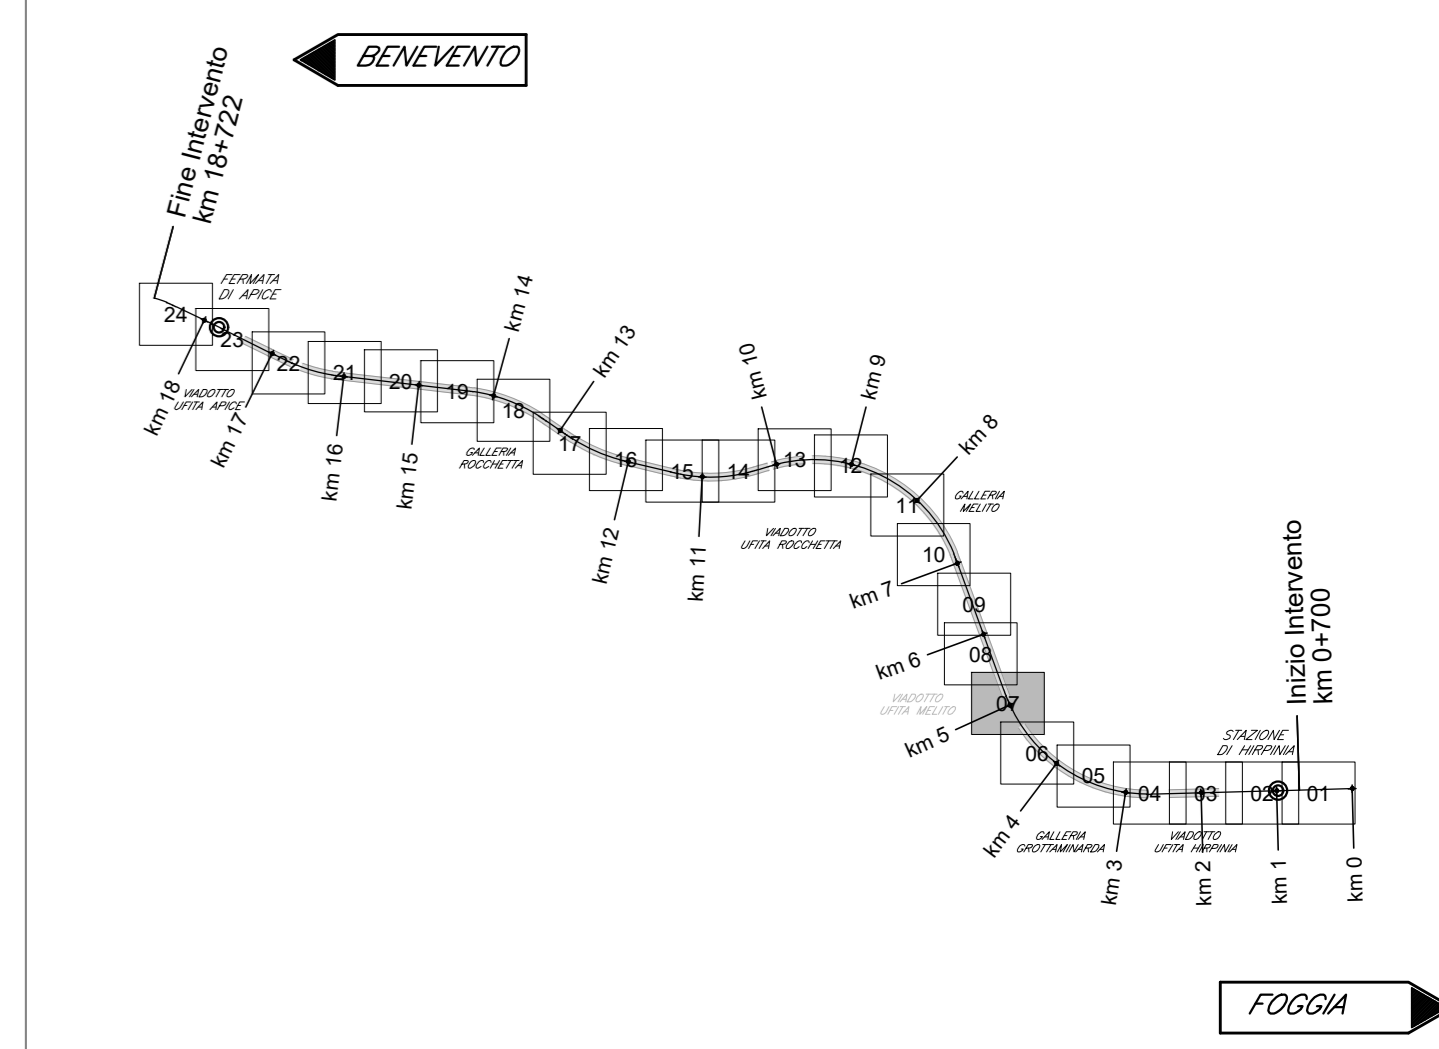 BENEVENTO
Fine Intervento
km 18+722
FERMATA
DI APICE
24
23
22
21
20
19
18
17
16
15
14
13
12
11
10
09
08
07
06
05
04
03
02
01
km 18
VIADOTTO
UFITA APICE
km 17
km 16
km 15
km 14
km 13
GALLERIA
ROCCHETTA
km 12
km 11
km 10
VIADOTTO
UFITA ROCCHETTA
km 9
km 8
GALLERIA
MELITO
km 7
km 6
VIADOTTO
UFITA MELITO
km 5
km 4
GALLERIA
GROTTAMINARDA
km 3
VIADOTTO
UFITA HIRPINIA
km 2
STAZIONE
DI HIRPINIA
Inizio Intervento
km 0+700
km 1
km 0
FOGGIA